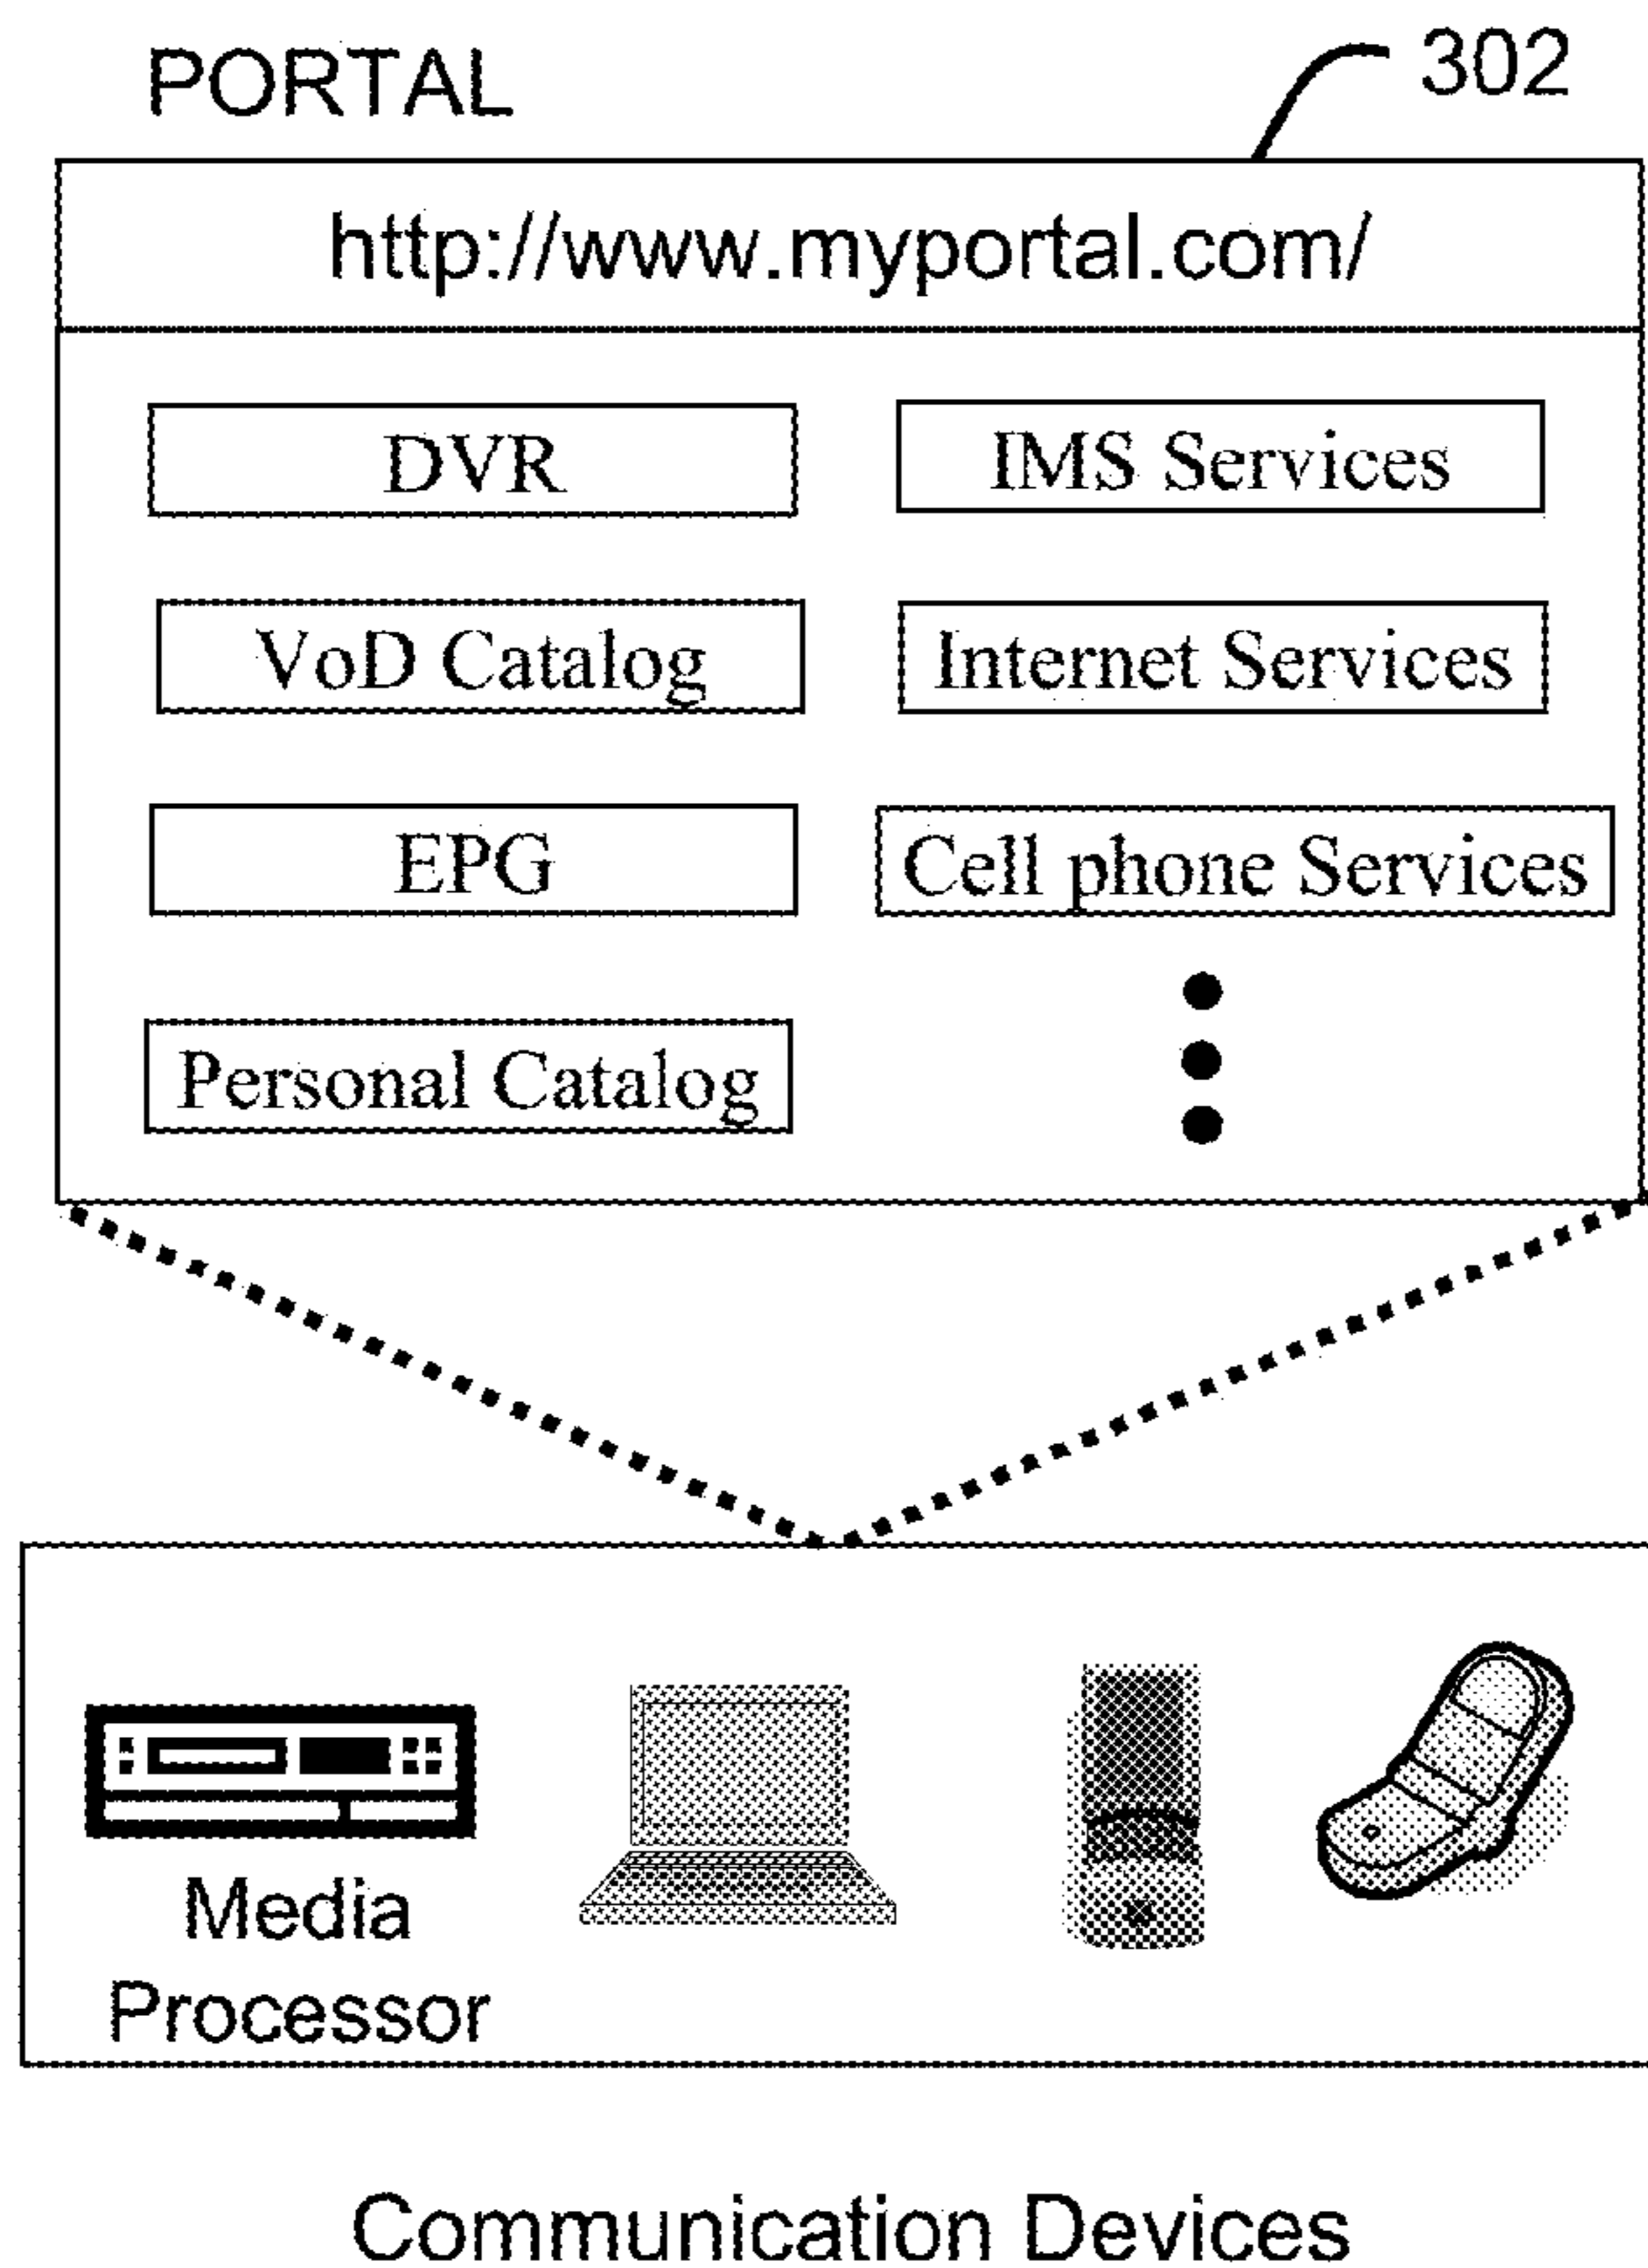 PORTAL
302
http://www.myportal.com/
DVR
IMS Services
VoD Catalog
Internet Services
EPG
Cell phone Services
Personal Catalog
Media
Processor
Communication Devices